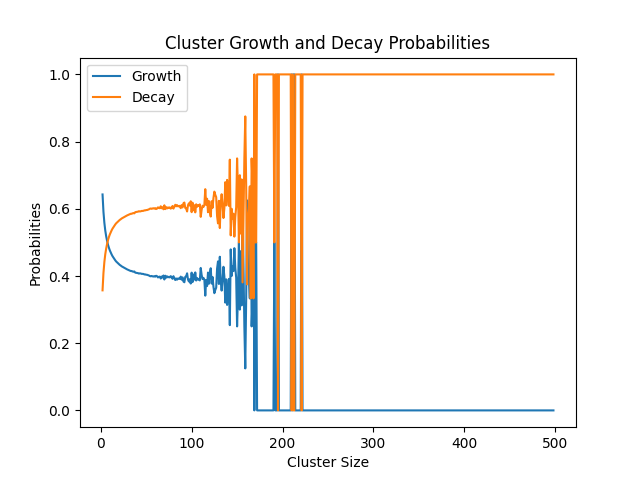 Cluster Growth and Decay Probabilities
Growth
Decay
1.0
0.8
0.6
0.4
0.2
0.0
Probabilities
0
100
200
300
400
500
Cluster Size